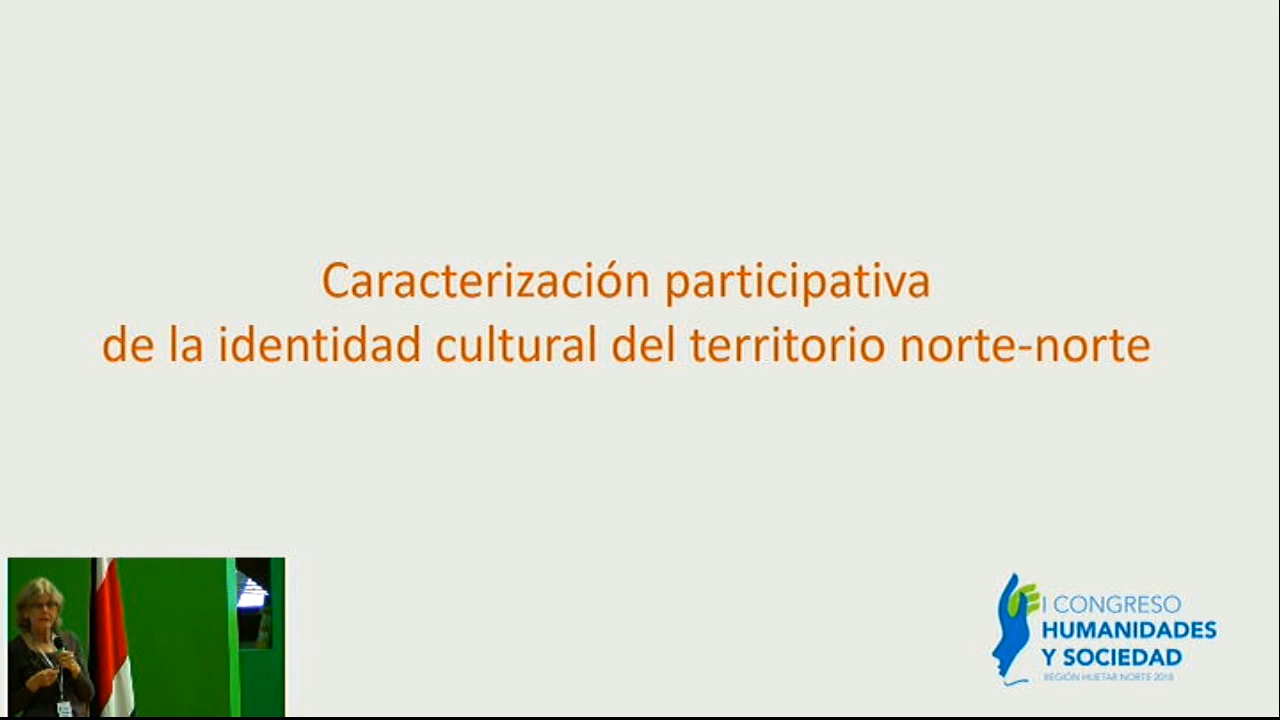 Caracterización participativa
de la identidad cultural del territorio norte-norte
I CONGRESO
HUMANIDADES
Y SOCIEDAD
REGIÓN HUETAR NORTE 2018